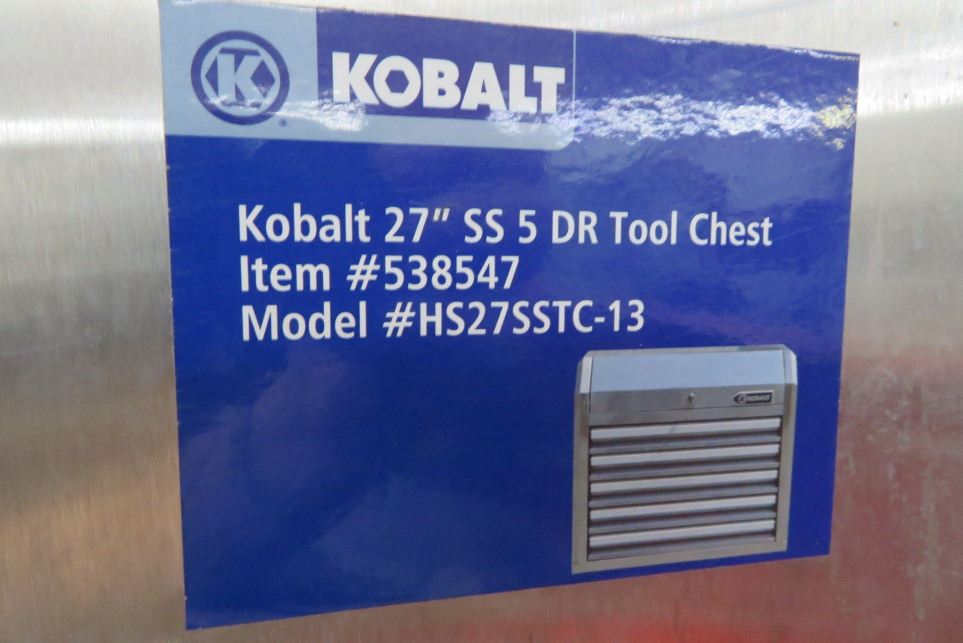 K
KOBALT
Kobalt 27" SS 5 DR Tool Chest
Item #538547
Model #HS27SSTC-13
KOBALT